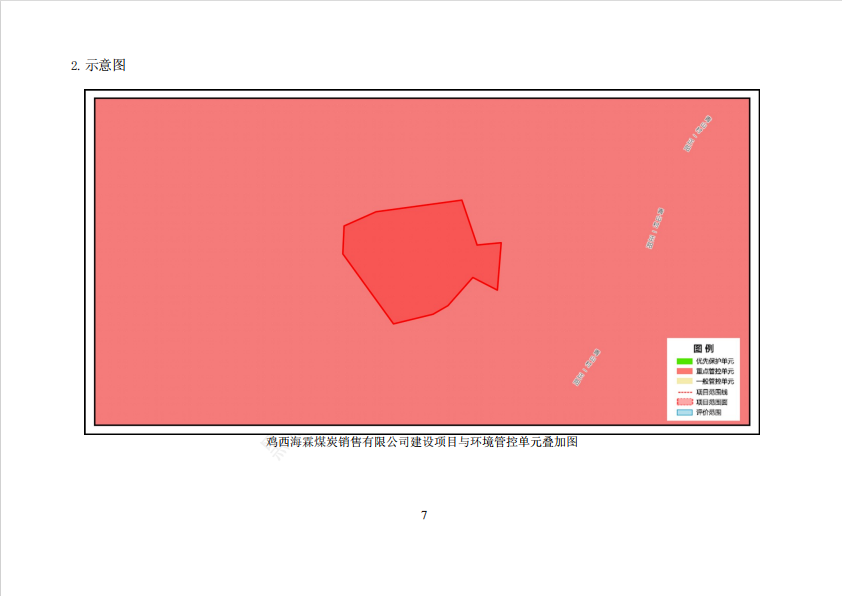 2. 示意图
图 例
优先保护单元
重点管控单元
一般管控单元
项目范围线
项目范围面
评价范围
鸡西海霖煤炭销售有限公司建设项目与环境管控单元叠加图
7